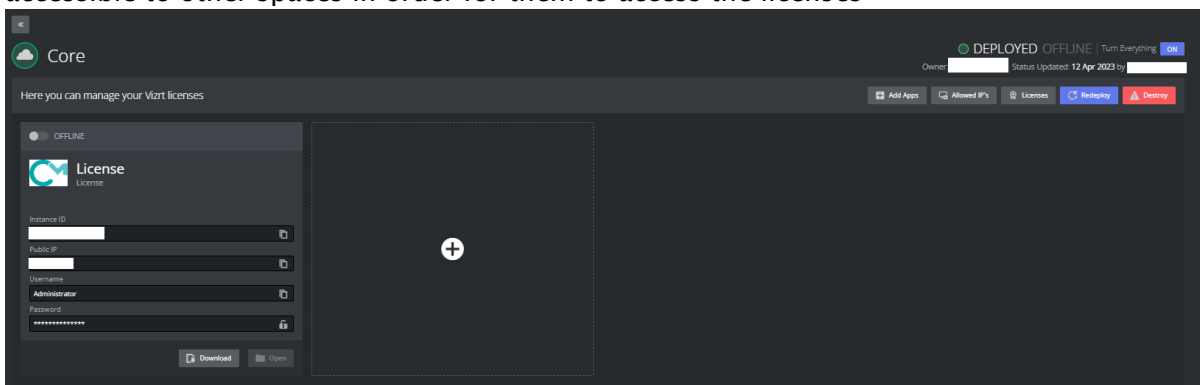 accessible to other spaces in order for them to access the licenses
«
Core
DEPLOYED OFFLINE | Turn Everything ON
Owner: Status Updated: 12 Apr 2023 by
Here you can manage your Vizrt licenses
Add Apps Allowed IP's Licenses Redeploy Destroy
OFFLINE
CM
License
License
Instance ID
Public IP
Username
Administrator
Password
**************
Download Open